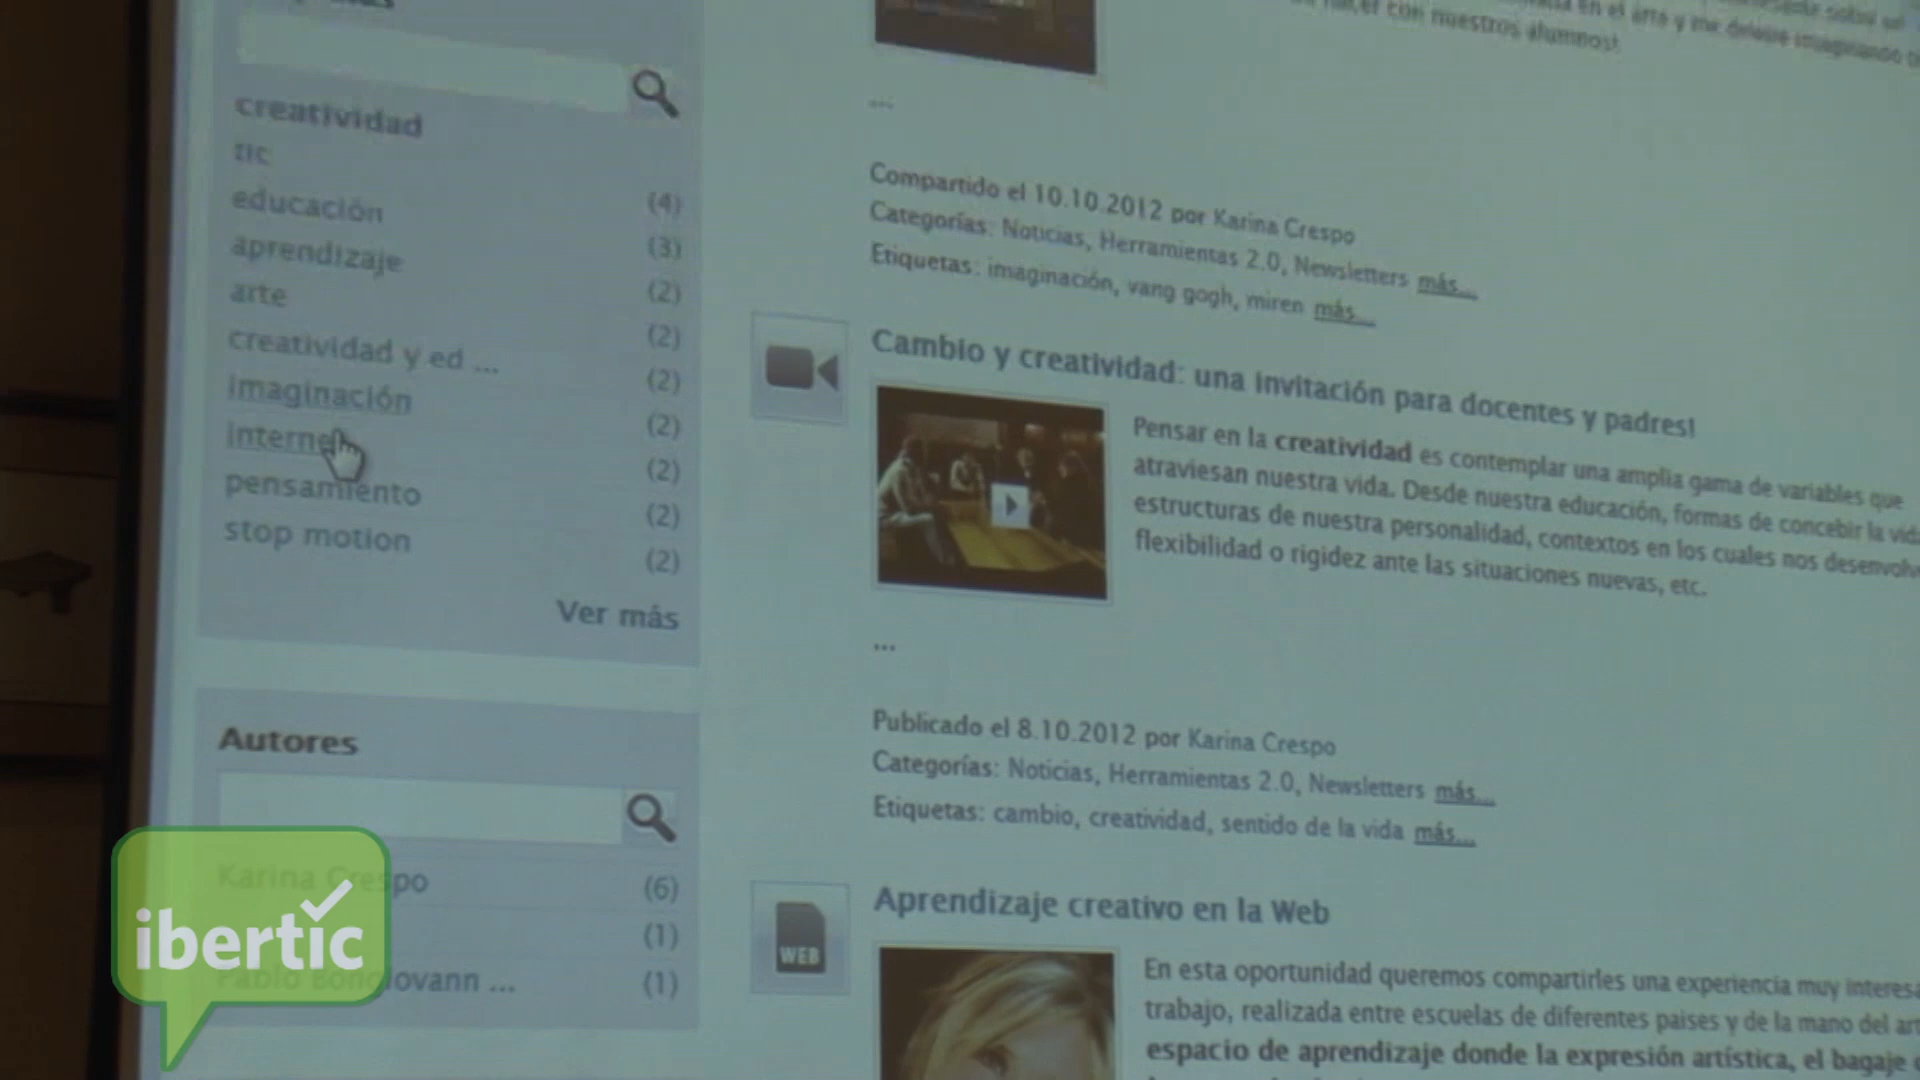 creatividad
tic
educación (4)
aprendizaje (3)
arte (2)
creatividad y ed ... (2)
imaginación (2)
interne (2)
pensamiento (2)
stop motion (2)
(2)
Ver más
Autores
Karina Crespo (6)
(1)
Pablo Bongiovann ... (1)
ibertic
hacer con nuestros alumnos!
...
Compartido el 10.10.2012 por Karina Crespo
Categorías: Noticias, Herramientas 2.0, Newsletters más...
Etiquetas: imaginación, vang gogh, miren más...
Cambio y creatividad: una invitación para docentes y padres!
Pensar en la creatividad es contemplar una amplia gama de variables que
atraviesan nuestra vida. Desde nuestra educación, formas de concebir la vid
estructuras de nuestra personalidad, contextos en los cuales nos desenvolve
flexibilidad o rigidez ante las situaciones nuevas, etc.
...
Publicado el 8.10.2012 por Karina Crespo
Categorías: Noticias, Herramientas 2.0, Newsletters más...
Etiquetas: cambio, creatividad, sentido de la vida más...
WEB
Aprendizaje creativo en la Web
En esta oportunidad queremos compartirles una experiencia muy interesa
trabajo, realizada entre escuelas de diferentes paises y de la mano del art
espacio de aprendizaje donde la expresión artística, el bagaje